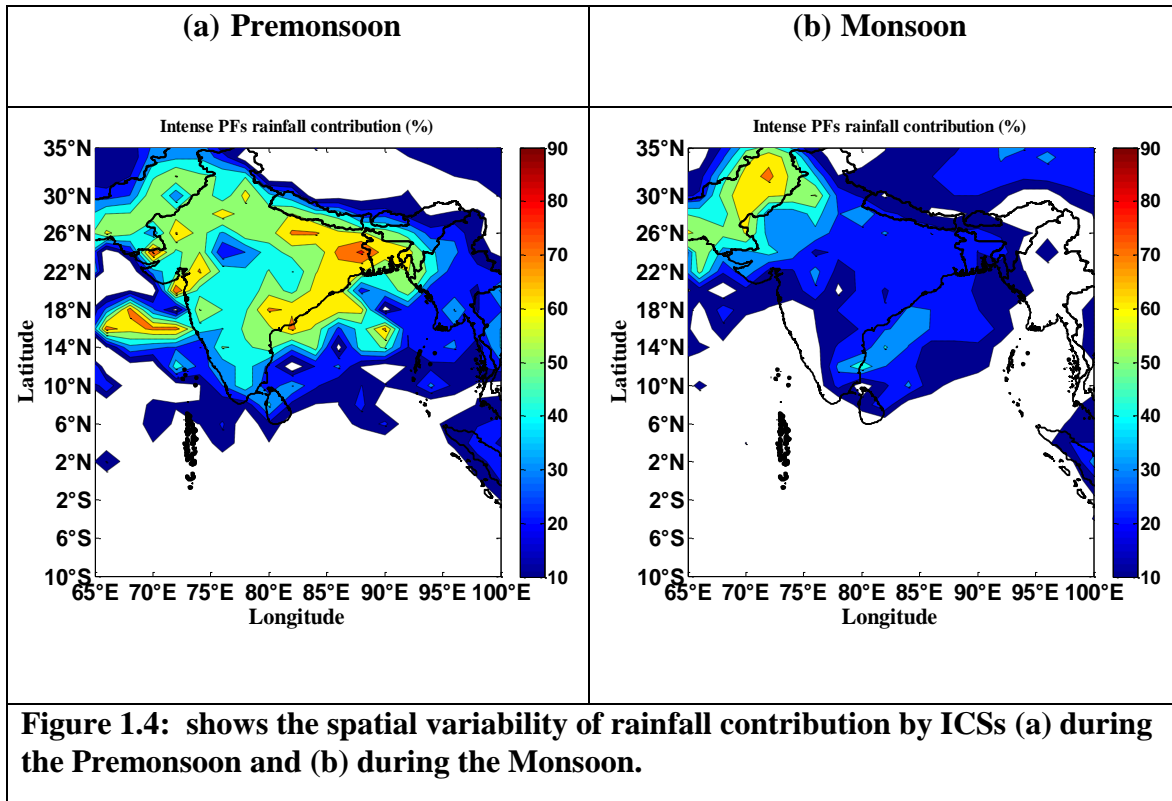 (a) Premonsoon
(b) Monsoon
Intense PFs rainfall contribution (%)
35°N
30°N
26°N
22°N
18°N
14°N
10°N
6°N
2°N
2°S
6°S
10°S
Latitude
65°E 70°E 75°E 80°E 85°E 90°E 95°E 100°E
Longitude
90
80
70
60
50
40
30
20
10
Intense PFs rainfall contribution (%)
35°N
30°N
26°N
22°N
18°N
14°N
10°N
6°N
2°N
2°S
6°S
10°S
Latitude
65°E 70°E 75°E 80°E 85°E 90°E 95°E 100°E
Longitude
90
80
70
60
50
40
30
20
10
Figure 1.4: shows the spatial variability of rainfall contribution by ICSs (a) during
the Premonsoon and (b) during the Monsoon.